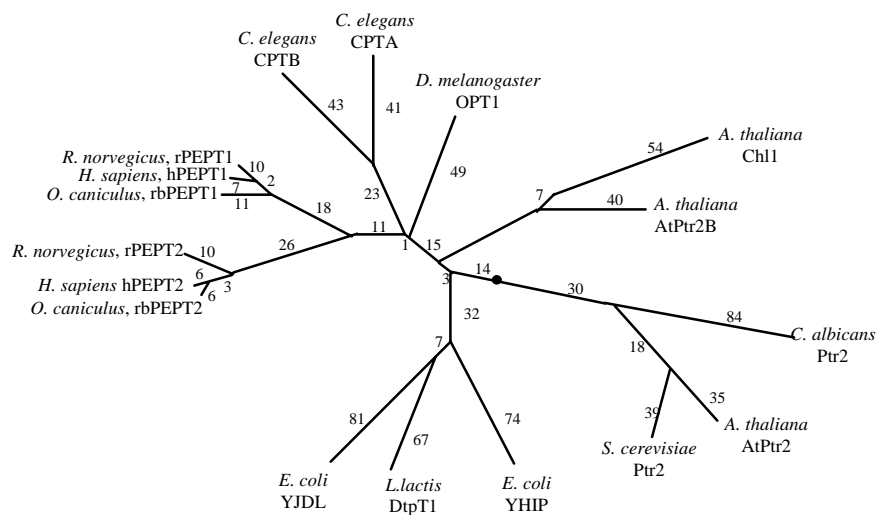 C. elegans
CPTA
C. elegans
CPTB
D. melanogaster
OPT1
43
41
A. thaliana
Chl1
54
R. norvegicus, rPEPT1
10
H. sapiens, hPEPT1
2
7
O. caniculus, rbPEPT1
11
49
23
7
40
A. thaliana
AtPtr2B
18
11
1
15
R. norvegicus, rPEPT2
10
26
6
H. sapiens hPEPT2
3
6
O. caniculus, rbPEPT2
3
14
30
32
84
C. albicans
Ptr2
7
18
35
39
A. thaliana
AtPtr2
S. cerevisiae
Ptr2
81
67
74
E. coli
YJDL
L.lactis
DtpT1
E. coli
YHIP